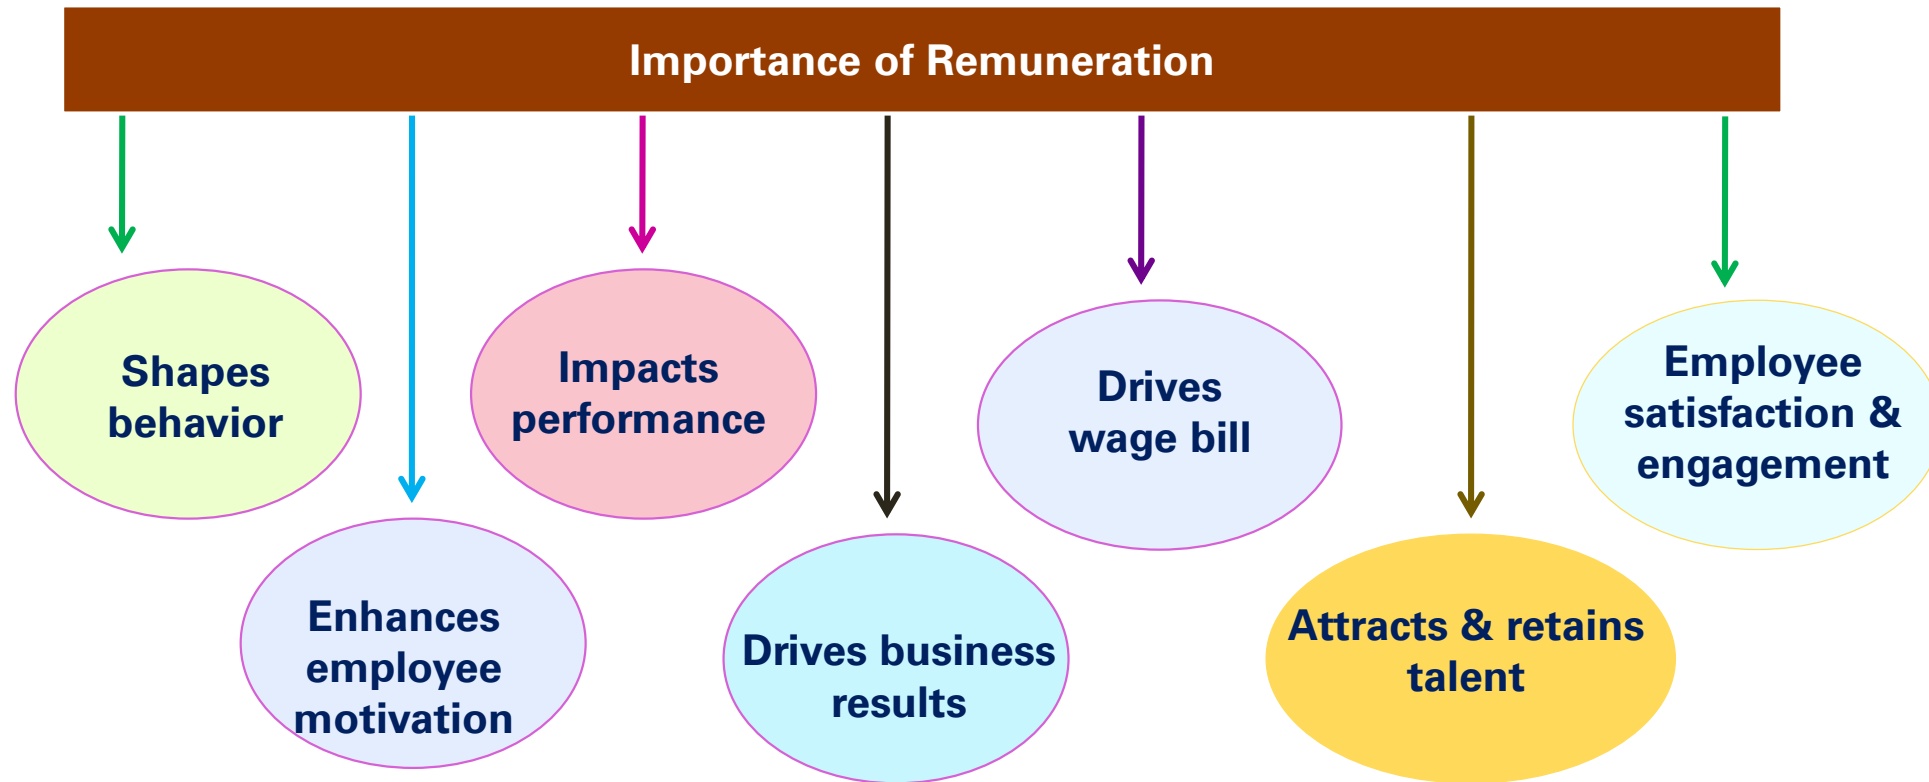 Importance of Remuneration
Shapes
behavior
Enhances
employee
motivation
Impacts
performance
Drives business
results
Drives
wage bill
Attracts & retains
talent
Employee
satisfaction &
engagement